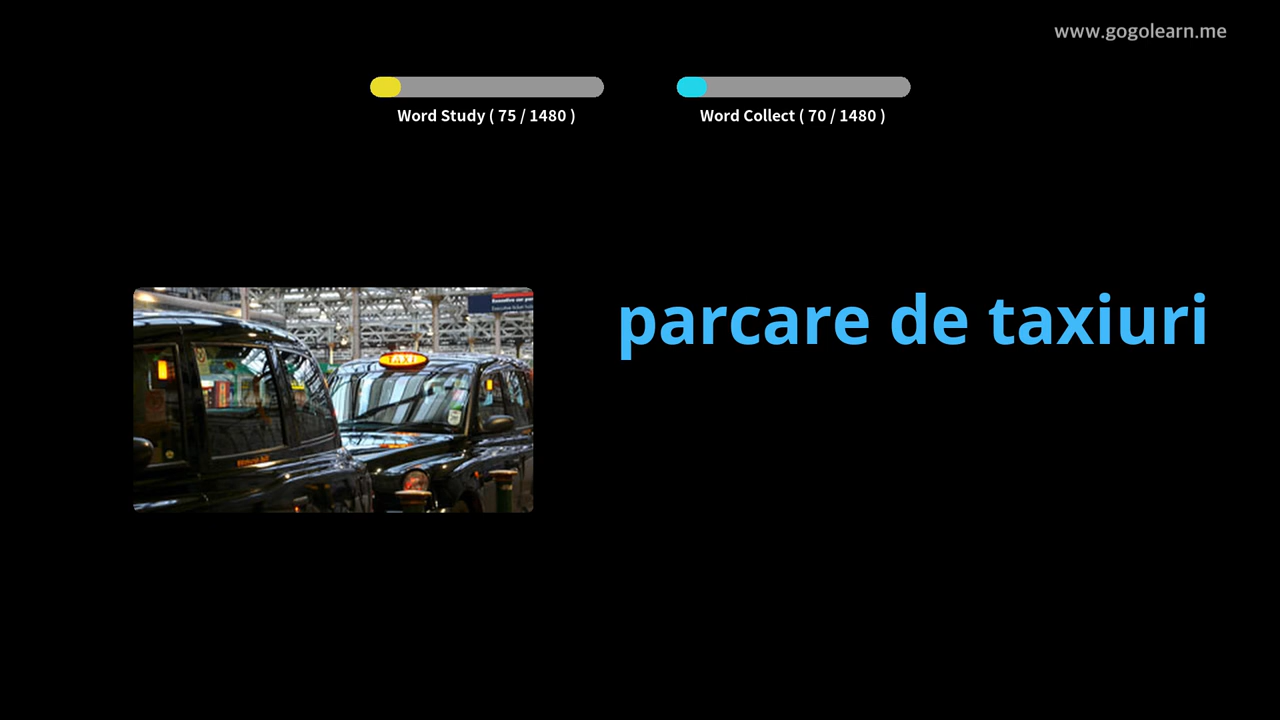 www.gogolearn.me
Word Study ( 75 / 1480 )
Word Collect ( 70 / 1480 )
parcare de taxiuri
TAXI